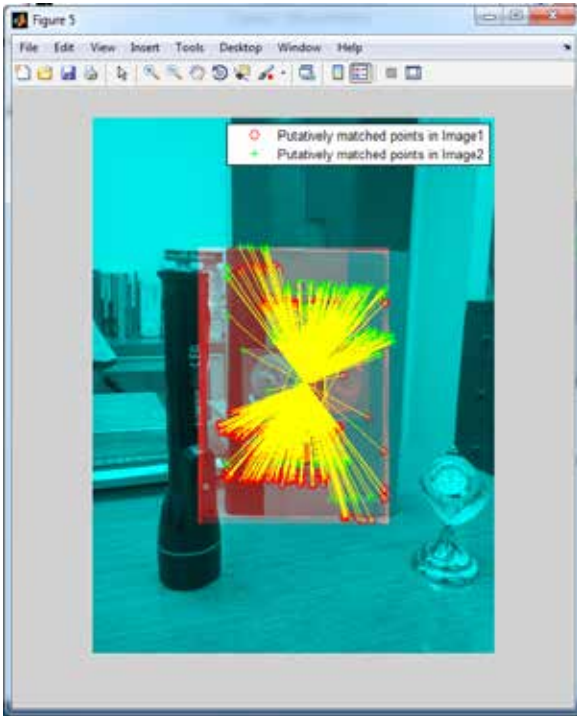 Figure 5
File Edit View Insert Tools Desktop Window Help
Putatively matched points in Image1
Putatively matched points in Image2